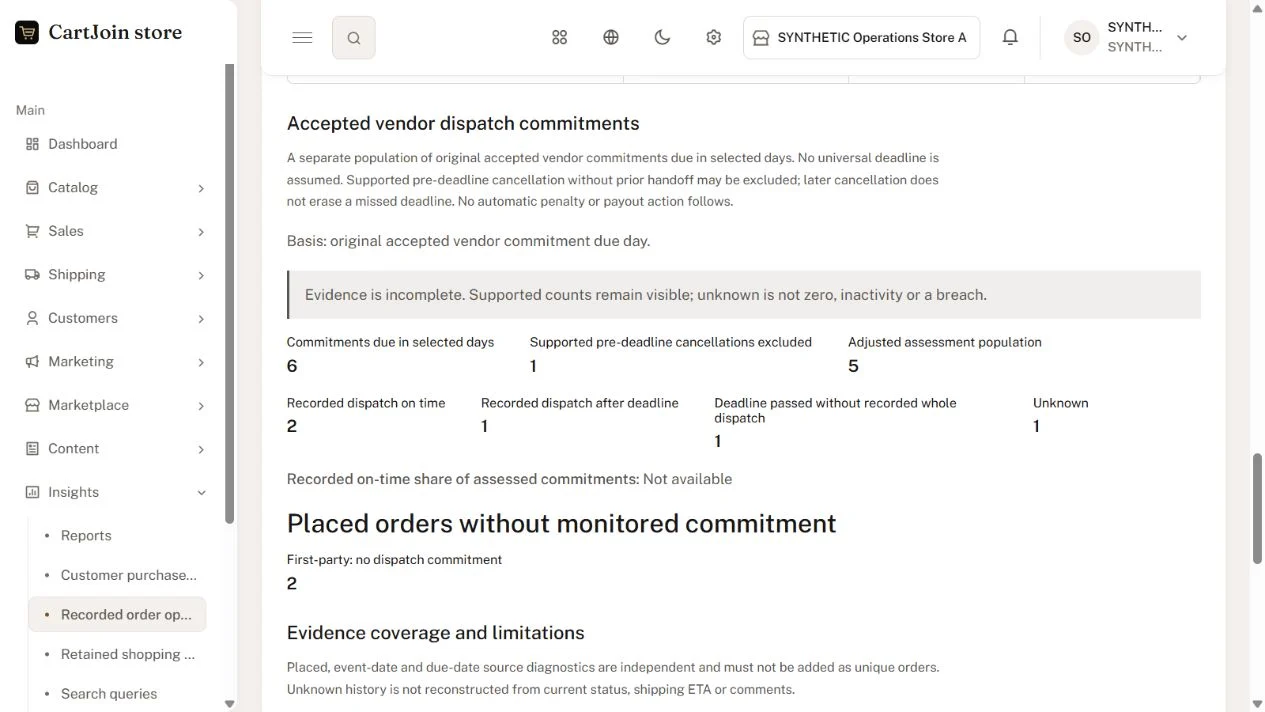 CartJoin store
SYNTHETIC Operations Store A
SO
SYNTH...
SYNTH...
Main
Dashboard
Catalog
Sales
Shipping
Customers
Marketing
Marketplace
Content
Insights
Reports
Customer purchase...
Recorded order op...
Retained shopping ...
Search queries
Accepted vendor dispatch commitments
A separate population of original accepted vendor commitments due in selected days. No universal deadline is
assumed. Supported pre-deadline cancellation without prior handoff may be excluded; later cancellation does
not erase a missed deadline. No automatic penalty or payout action follows.
Basis: original accepted vendor commitment due day.
Evidence is incomplete. Supported counts remain visible; unknown is not zero, inactivity or a breach.
Commitments due in selected days
6
Supported pre-deadline cancellations excluded
1
Adjusted assessment population
5
Recorded dispatch on time
2
Recorded dispatch after deadline
1
Deadline passed without recorded whole
dispatch
1
Unknown
1
Recorded on-time share of assessed commitments: Not available
Placed orders without monitored commitment
First-party: no dispatch commitment
2
Evidence coverage and limitations
Placed, event-date and due-date source diagnostics are independent and must not be added as unique orders.
Unknown history is not reconstructed from current status, shipping ETA or comments.